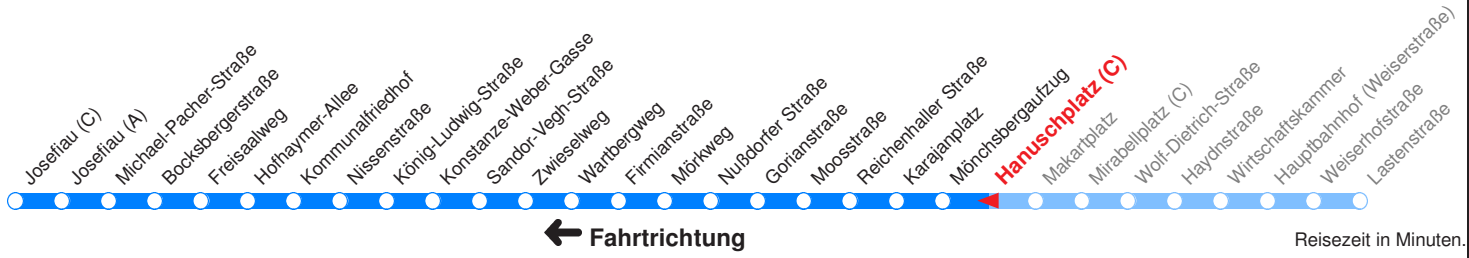 Josefiau (C)
Josefiau (A)
Michael-Pacher-Straße
Bocksbergerstraße
Freisaalweg
Hofhaymer-Allee
Kommunalfriedhof
Nissenstraße
König-Ludwig-Straße
Konstanze-Weber-Gasse
Sandor-Vegh-Straße
Zwieselweg
Wartbergweg
Firmianstraße
Mörkweg
Nußdorfer Straße
Gorianstraße
Moosstraße
Reichenhaller Straße
Karajanplatz
Mönchsbergaufzug
Hanuschplatz (C)
Makartplatz
Mirabellplatz (C)
Wolf-Dietrich-Straße
Haydnstraße
Wirtschaftskammer
Hauptbahnhof (Weiserstraße)
Weiserhofstraße
Lastenstraße
Fahrtrichtung
Reisezeit in Minuten.